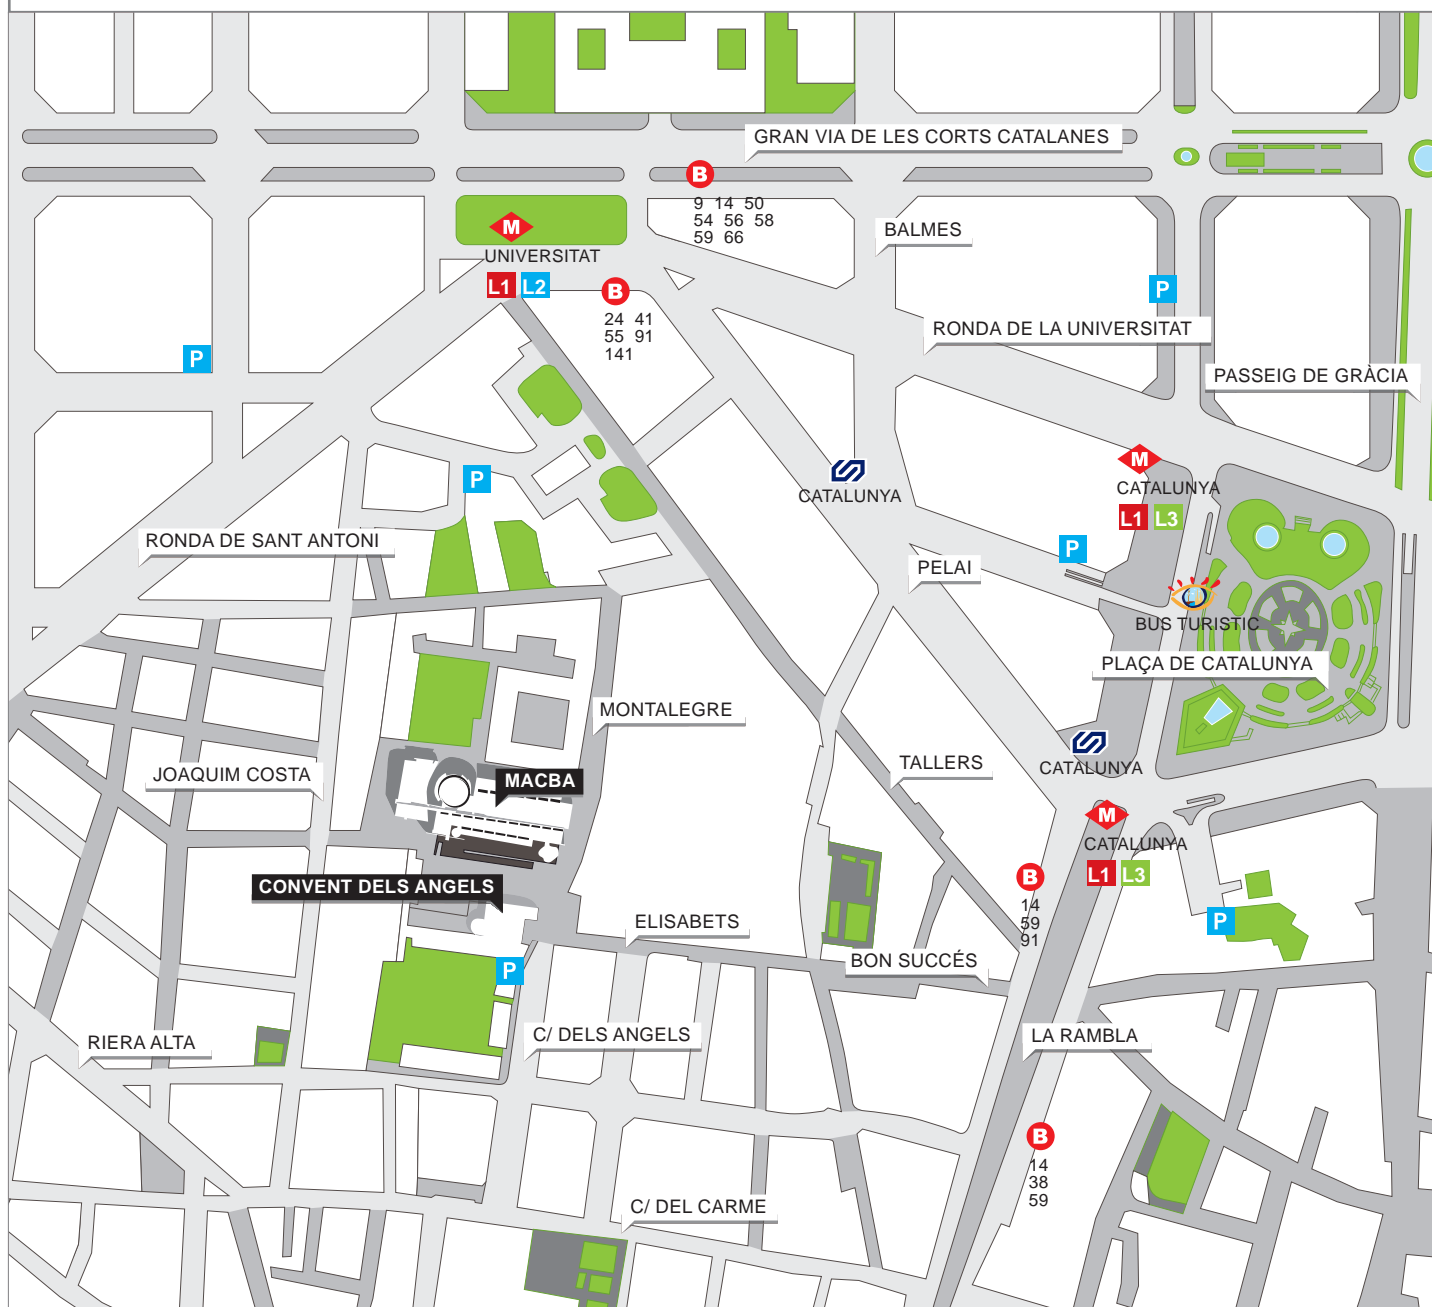 GRAN VIA DE LES CORTS CATALANES
B
9 14 50
54 56 58
59 66
M
UNIVERSITAT
L1 L2
B
24 41
55 91
141
BALMES
P
RONDA DE LA UNIVERSITAT
P
PASSEIG DE GRÀCIA
M
CATALUNYA
L1 L3
CATALUNYA
P
RONDA DE SANT ANTONI
P
PELAI
BUS TURISTIC
PLAÇA DE CATALUNYA
MONTALEGRE
JOAQUIM COSTA
MACBA
TALLERS
CATALUNYA
M
CATALUNYA
L1 L3
CONVENT DELS ANGELS
B
14
59
91
P
ELISABETS
BON SUCCÉS
P
RIERA ALTA
C/ DELS ANGELS
LA RAMBLA
B
14
38
59
C/ DEL CARME